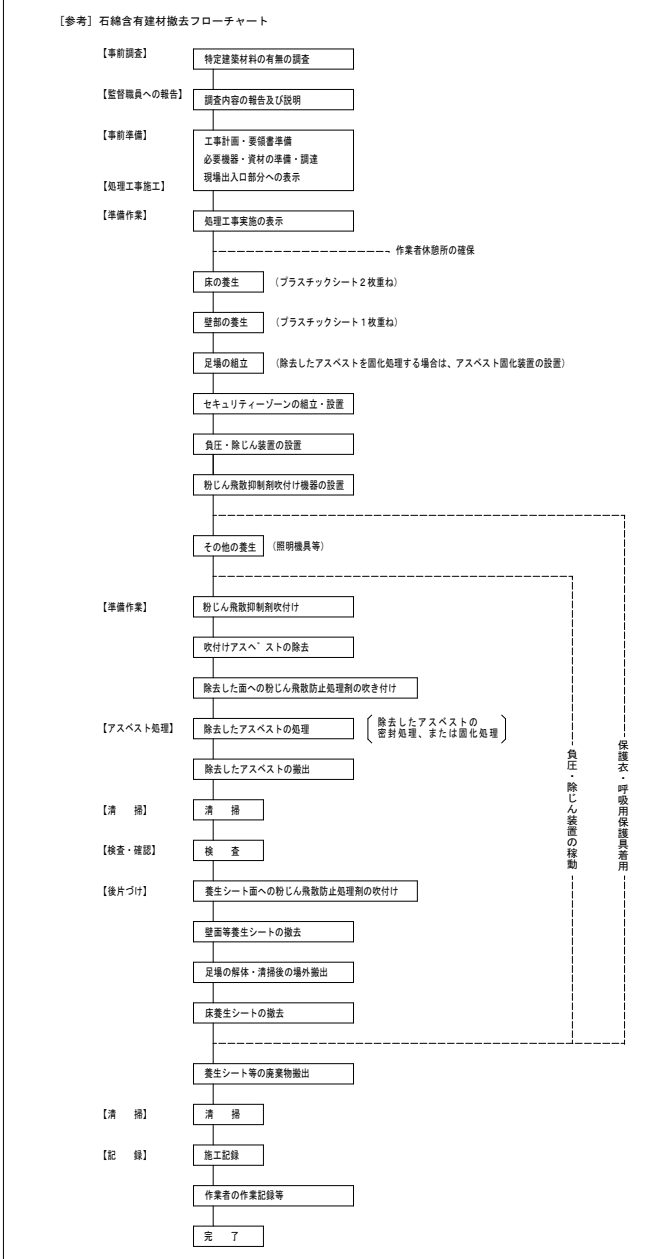 ［参考］石綿含有建材撤去フローチャート
【事前調査】
特定建築材料の有無の調査
【監督職員への報告】
調査内容の報告及び説明
【事前準備】
工事計画・要領書準備
必要機器・資材の準備・調達
現場出入口部分への表示
【処理工事施工】
【準備作業】
処理工事実施の表示
作業者休憩所の確保
床の養生
（プラスチックシート２枚重ね）
壁部の養生
（プラスチックシート１枚重ね）
足場の組立
（除去したアスベストを固化処理する場合は、アスベスト固化装置の設置）
セキュリティーゾーンの組立・設置
負圧・除じん装置の設置
粉じん飛散抑制剤吹付け機器の設置
その他の養生
（照明機具等）
【準備作業】
粉じん飛散抑制剤吹付け
吹付けアスベストの除去
除去した面への粉じん飛散防止処理剤の吹き付け
【アスベスト処理】
除去したアスベストの処理
除去したアスベストの
密封処理、または固化処理
除去したアスベストの搬出
負圧・除じん装置の稼動
保護衣・呼吸用保護具着用
【清　掃】
清　掃
【検査・確認】
検　査
【後片づけ】
養生シート面への粉じん飛散防止処理剤の吹付け
壁面等養生シートの撤去
足場の解体・清掃後の場外搬出
床養生シートの撤去
養生シート等の廃棄物搬出
【清　掃】
清　掃
【記　録】
施工記録
作業者の作業記録等
完　了